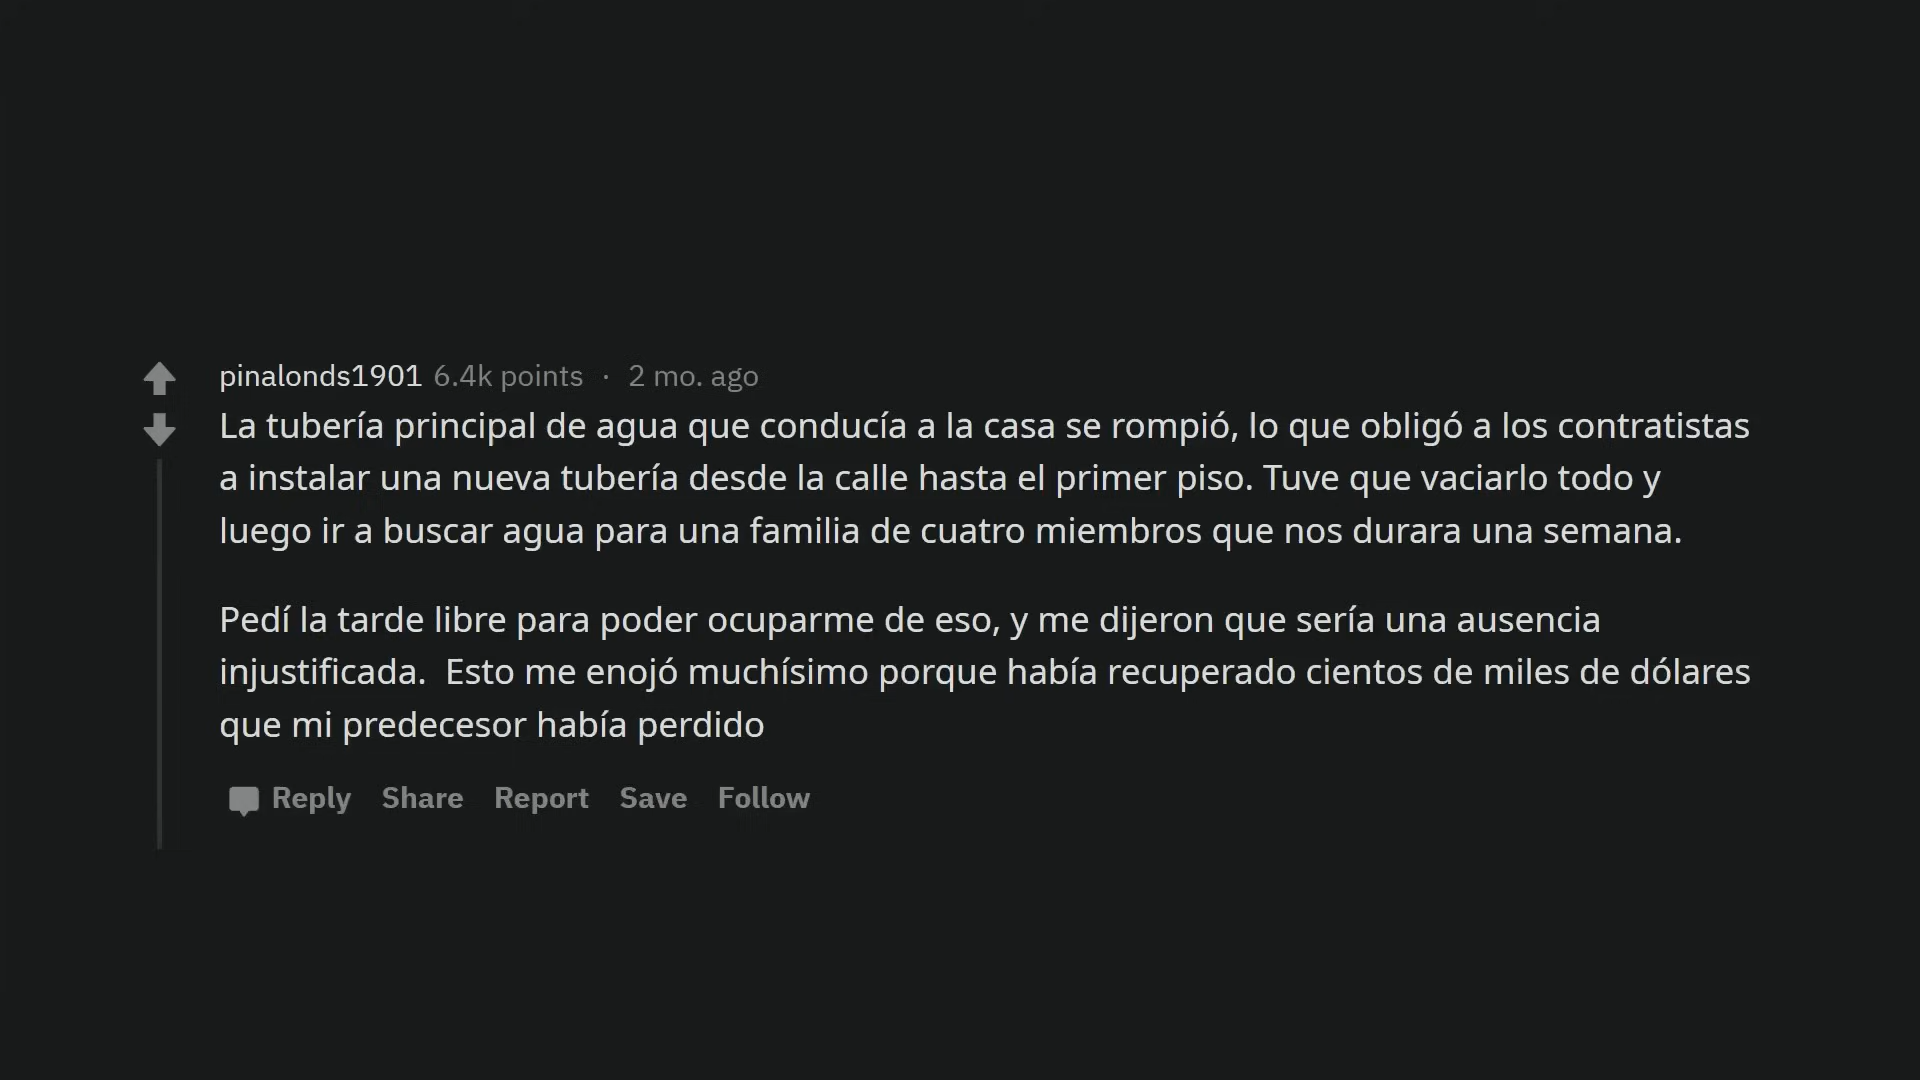 pinalonds1901 6.4k points · 2 mo. ago
La tubería principal de agua que conducía a la casa se rompió, lo que obligó a los contratistas
a instalar una nueva tubería desde la calle hasta el primer piso. Tuve que vaciarlo todo y
luego ir a buscar agua para una familia de cuatro miembros que nos durara una semana.
Pedí la tarde libre para poder ocuparme de eso, y me dijeron que sería una ausencia
injustificada.  Esto me enojó muchísimo porque había recuperado cientos de miles de dólares
que mi predecesor había perdido
Reply Share Report Save Follow